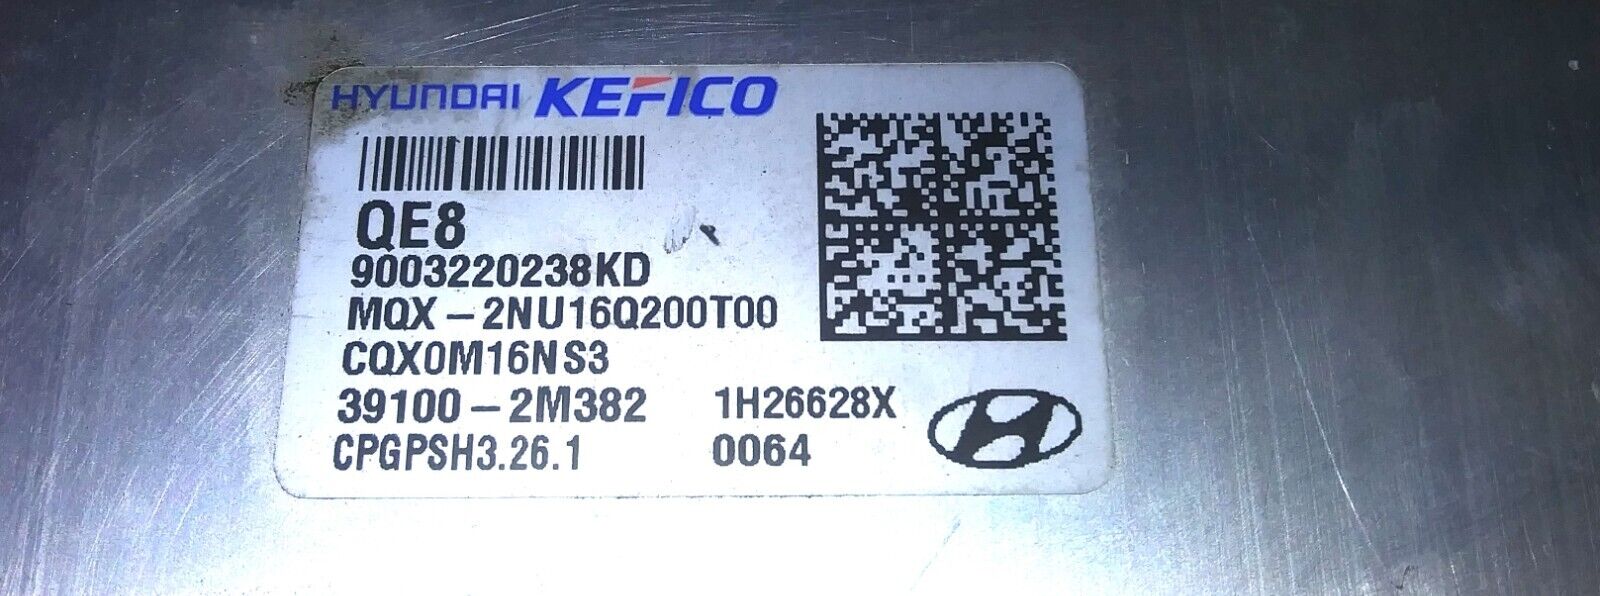 HYUNDAI KEFICO
QE8
9003220238KD
MQX-2NU16Q200T00
CQX0M16NS3
39100-2M382 1H26628X
CPGPSH3.26.1 0064